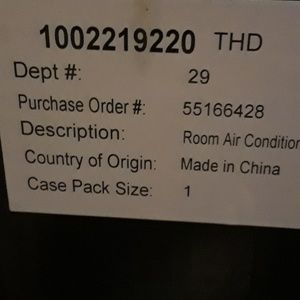 1002219220 THD
Dept #: 29
Purchase Order #: 55166428
Description: Room Air Condition
Country of Origin: Made in China
Case Pack Size: 1